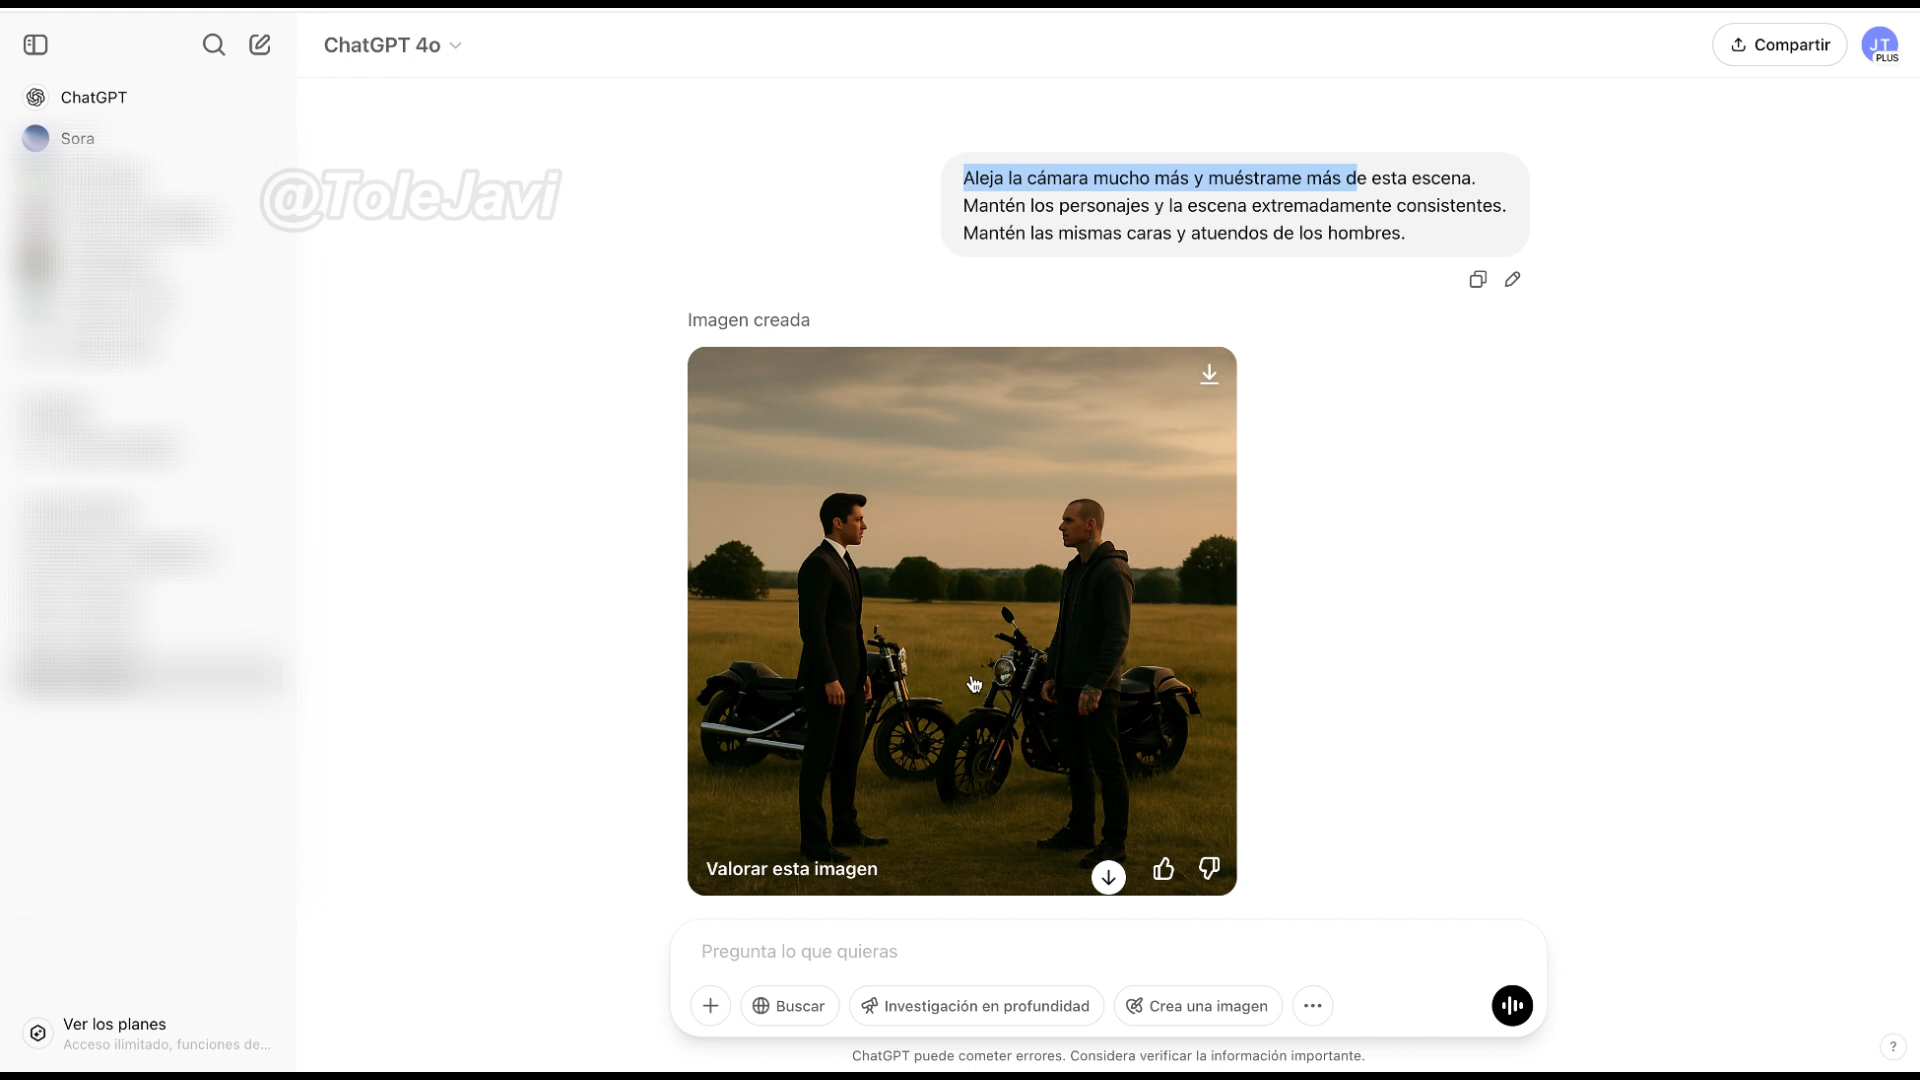 ChatGPT 4o
Compartir
JT
PLUS
ChatGPT
Sora
@ToleJavi
Aleja la cámara mucho más y muéstrame más de esta escena.
Mantén los personajes y la escena extremadamente consistentes.
Mantén las mismas caras y atuendos de los hombres.
Imagen creada
Valorar esta imagen
Pregunta lo que quieras
Buscar
Investigación en profundidad
Crea una imagen
Ver los planes
Acceso ilimitado, funciones de...
ChatGPT puede cometer errores. Considera verificar la información importante.
?